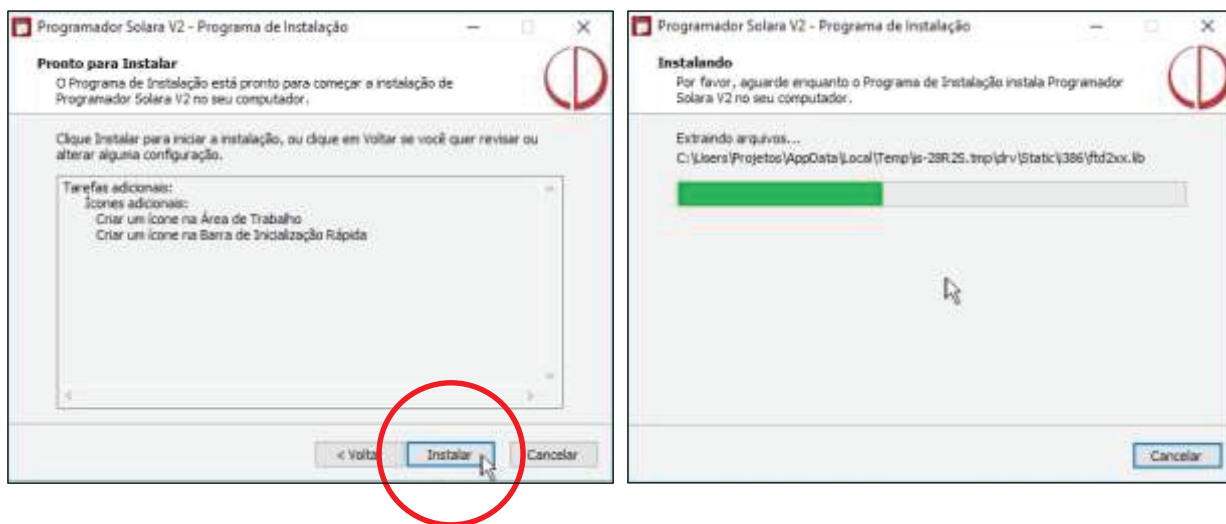 Programador Solara V2 - Programa de Instalação
Pronto para Instalar
O Programa de Instalação está pronto para começar a instalação de
Programador Solara V2 no seu computador.
Clique Instalar para iniciar a instalação, ou clique em Voltar se você quer revisar ou
alterar alguma configuração.
Tarefas adicionais:
Ícones adicionais:
Criar um ícone na Área de Trabalho
Criar um ícone na Barra de Inicialização Rápida
< Volta
Instalar
Cancelar
Programador Solara V2 - Programa de Instalação
Instalando
Por favor, aguarde enquanto o Programa de Instalação instala Programador
Solara V2 no seu computador.
Extraindo arquivos...
C:\Users\Projetos\AppData\Local\Temp\is-28R2S.tmp\drv\Static\i386\ftd2xx.lib
Cancelar